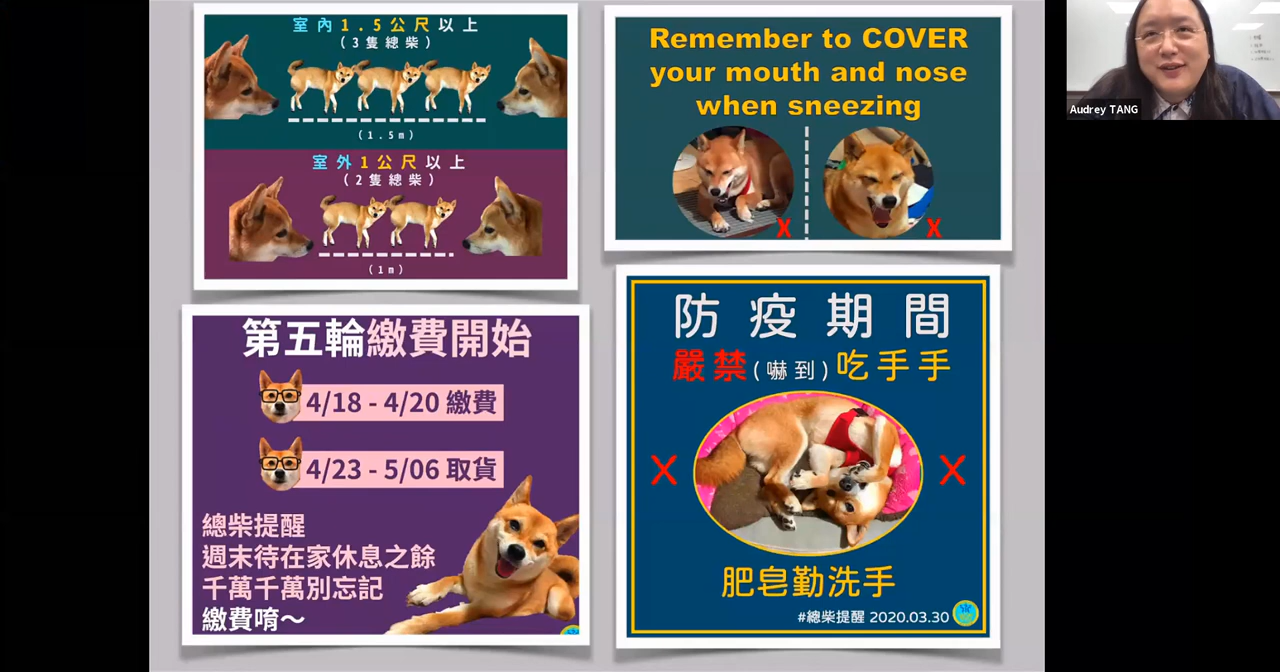 室內1.5公尺以上
(3隻總柴)
(1.5m)
室外1公尺以上
(2隻總柴)
(1m)
Remember to COVER
your mouth and nose
when sneezing
X
X
第五輪繳費開始
4/18 - 4/20 繳費
4/23 - 5/06 取貨
總柴提醒
週末待在家休息之餘
千萬千萬別忘記
繳費唷～
防疫期間
嚴禁(嚇到)吃手手
X
X
肥皂勤洗手
#總柴提醒 2020.03.30
Audrey TANG